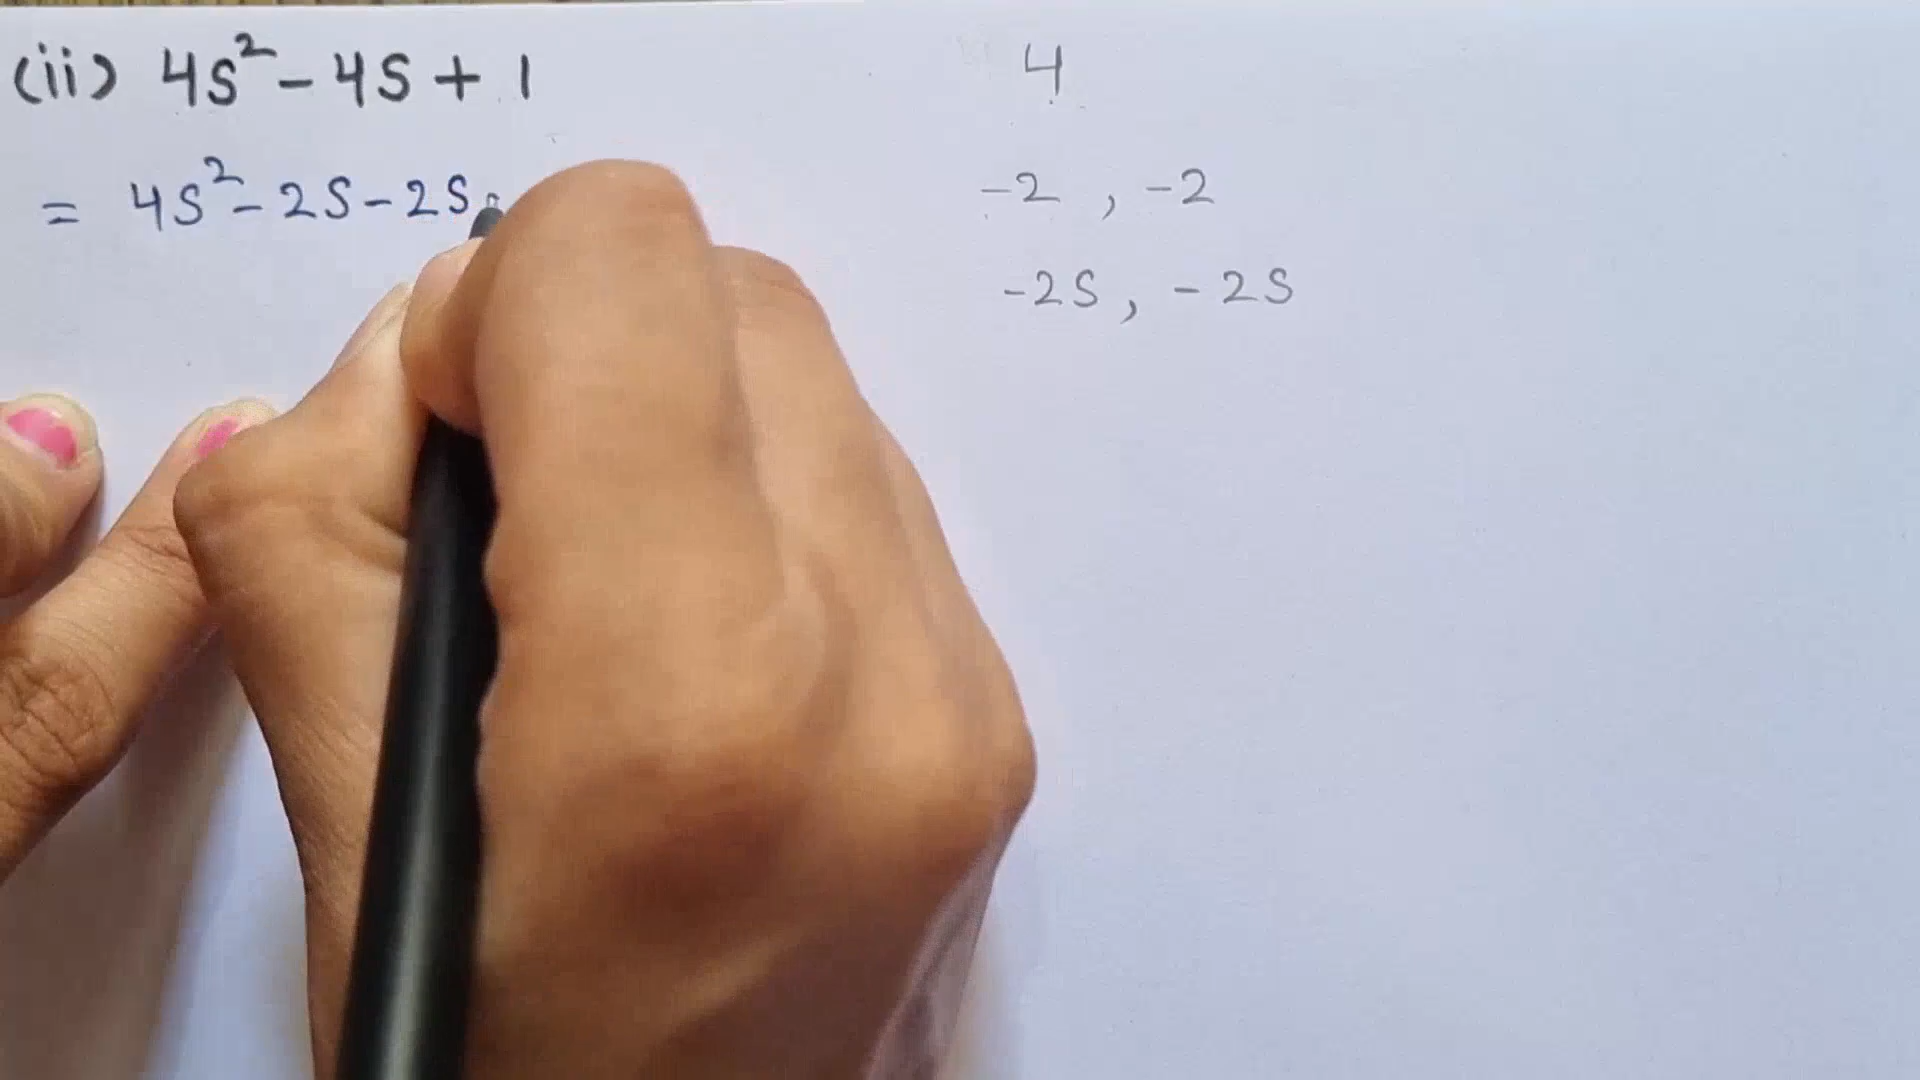 (ii) 4s² - 4s + 1
= 4s² - 2s - 2s
4
-2 , -2
-2s , - 2s